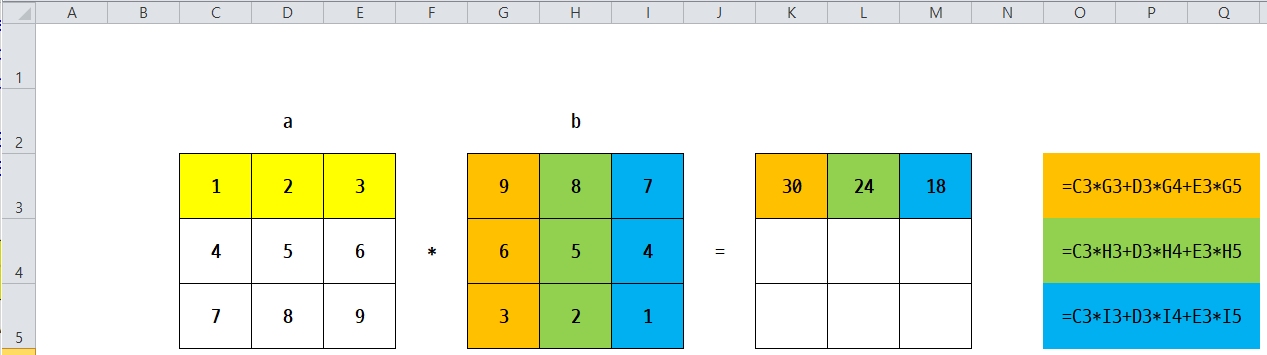 A B C D E F G H I J K L M N O P Q
1
2 a b
3 1 2 3 9 8 7 30 24 18 =C3*G3+D3*G4+E3*G5
4 4 5 6 * 6 5 4 = =C3*H3+D3*H4+E3*H5
5 7 8 9 3 2 1 =C3*I3+D3*I4+E3*I5